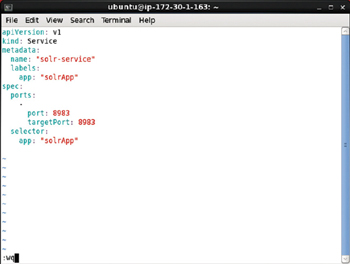 ubuntu@ip-172-30-1-163: ~
File Edit View Search Terminal Help
apiVersion: v1
kind: Service
metadata:
  name: "solr-service"
  labels:
    app: "solrApp"
spec:
  ports:
    -
      port: 8983
      targetPort: 8983
  selector:
    app: "solrApp"
~
~
~
~
~
~
~
~
~
~
:wq